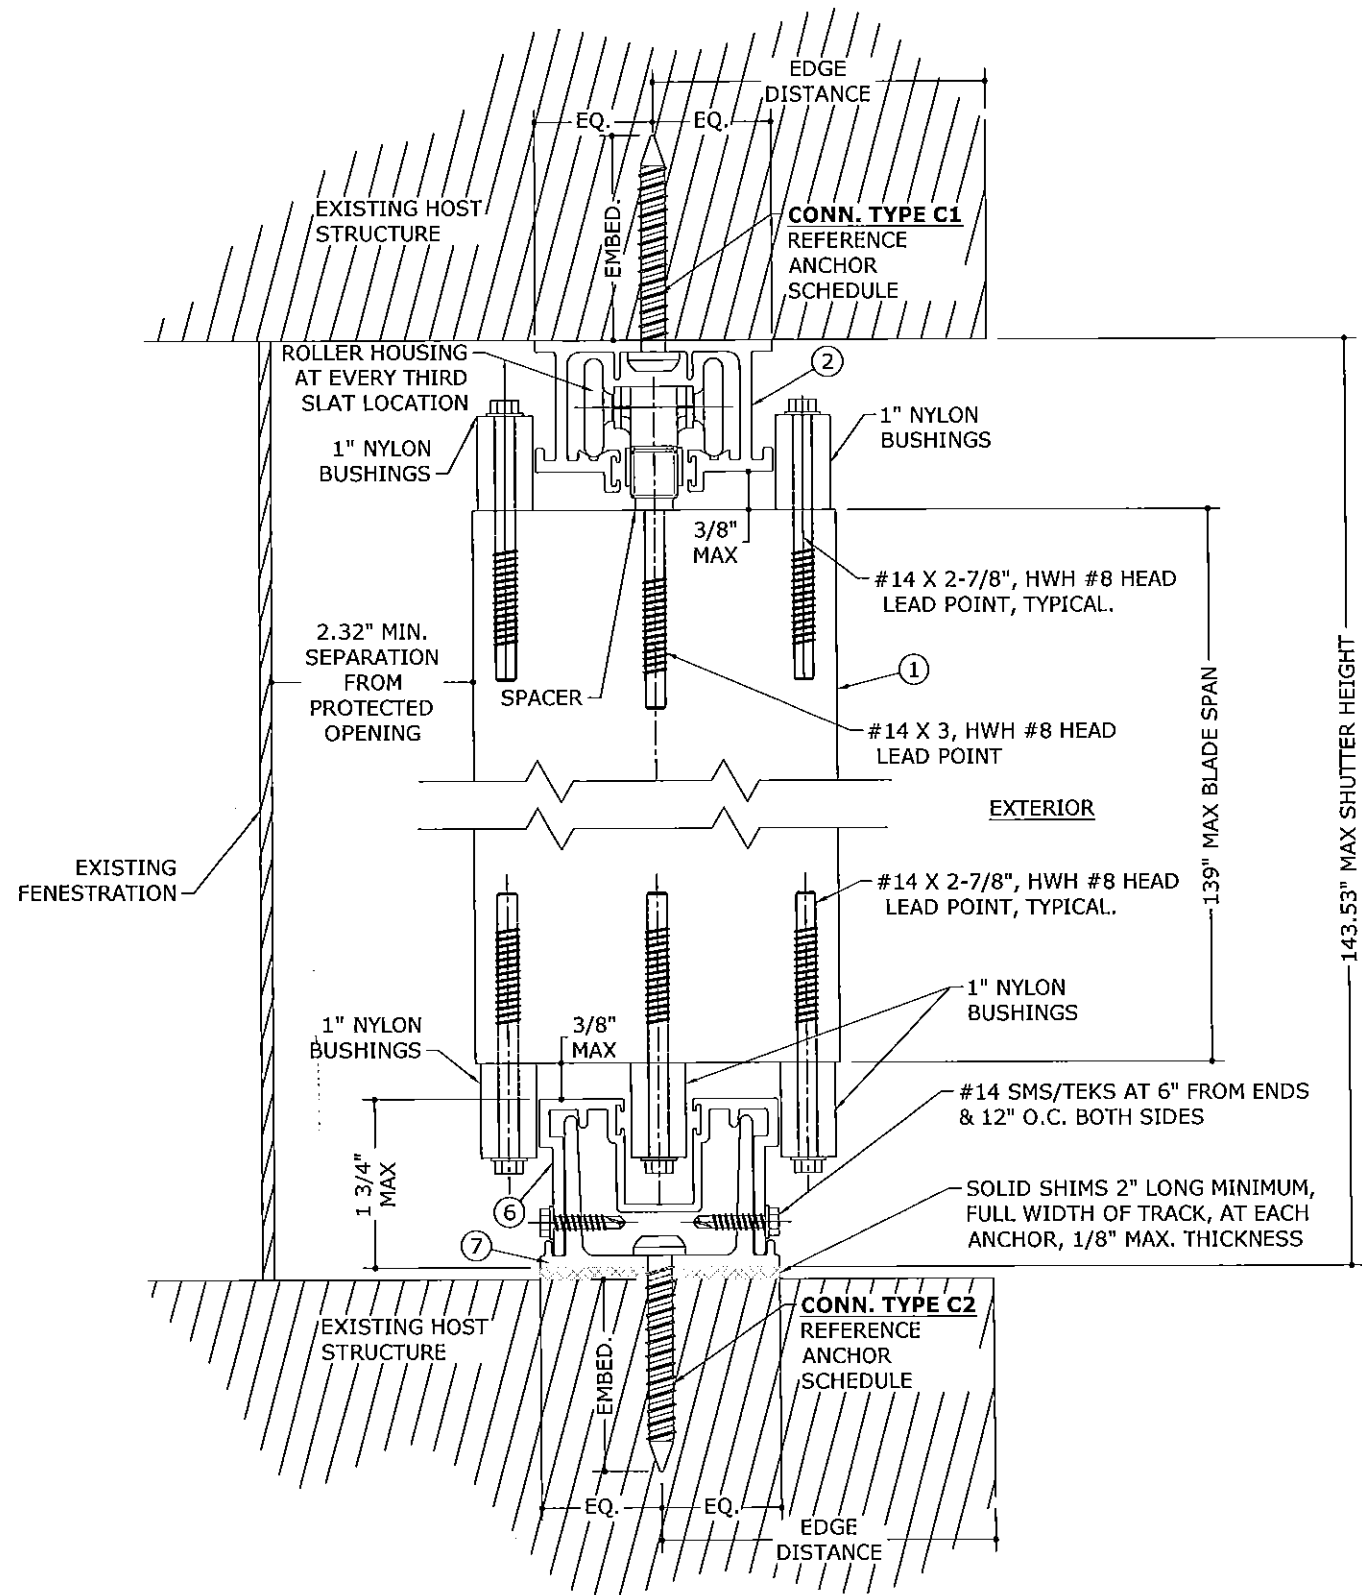 EDGE
DISTANCE
EQ.
EQ.
EMBED.
EXISTING HOST
STRUCTURE
CONN. TYPE C1
REFERENCE
ANCHOR
SCHEDULE
ROLLER HOUSING
AT EVERY THIRD
SLAT LOCATION
2
1" NYLON
BUSHINGS
1" NYLON
BUSHINGS
3/8"
MAX
#14 X 2-7/8", HWH #8 HEAD
LEAD POINT, TYPICAL.
2.32" MIN.
SEPARATION
FROM
PROTECTED
OPENING
SPACER
1
#14 X 3, HWH #8 HEAD
LEAD POINT
139" MAX BLADE SPAN
143.53" MAX SHUTTER HEIGHT
EXTERIOR
EXISTING
FENESTRATION
#14 X 2-7/8", HWH #8 HEAD
LEAD POINT, TYPICAL.
1" NYLON
BUSHINGS
3/8"
MAX
1" NYLON
BUSHINGS
#14 SMS/TEKS AT 6" FROM ENDS
& 12" O.C. BOTH SIDES
1 3/4"
MAX
6
7
SOLID SHIMS 2" LONG MINIMUM,
FULL WIDTH OF TRACK, AT EACH
ANCHOR, 1/8" MAX. THICKNESS
EXISTING HOST
STRUCTURE
EMBED.
CONN. TYPE C2
REFERENCE
ANCHOR
SCHEDULE
EQ.
EQ.
EDGE
DISTANCE